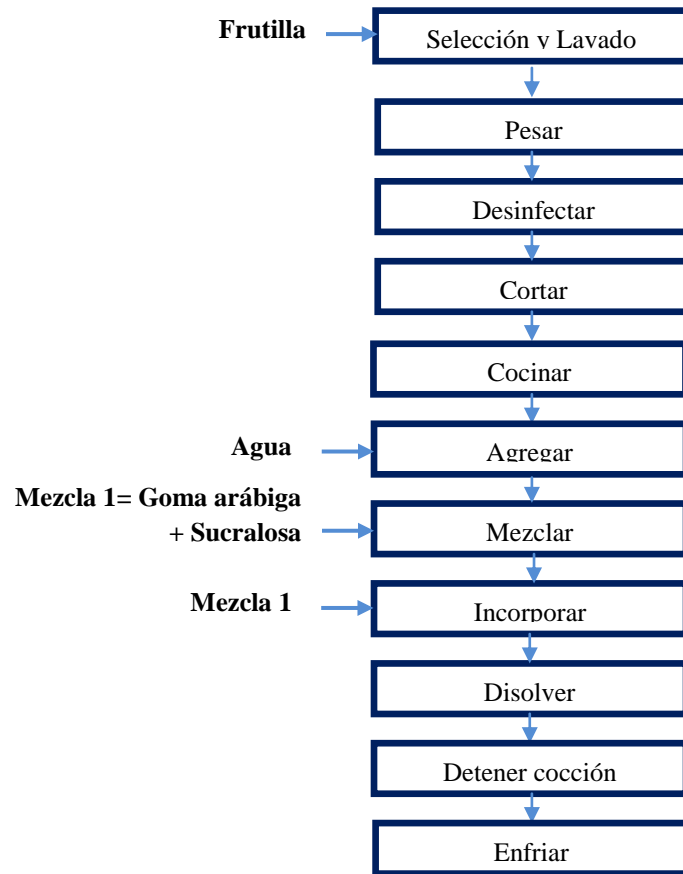 Frutilla
Selección y Lavado
Pesar
Desinfectar
Cortar
Cocinar
Agua
Agregar
Mezcla 1= Goma arábiga
+ Sucralosa
Mezclar
Mezcla 1
Incorporar
Disolver
Detener cocción
Enfriar